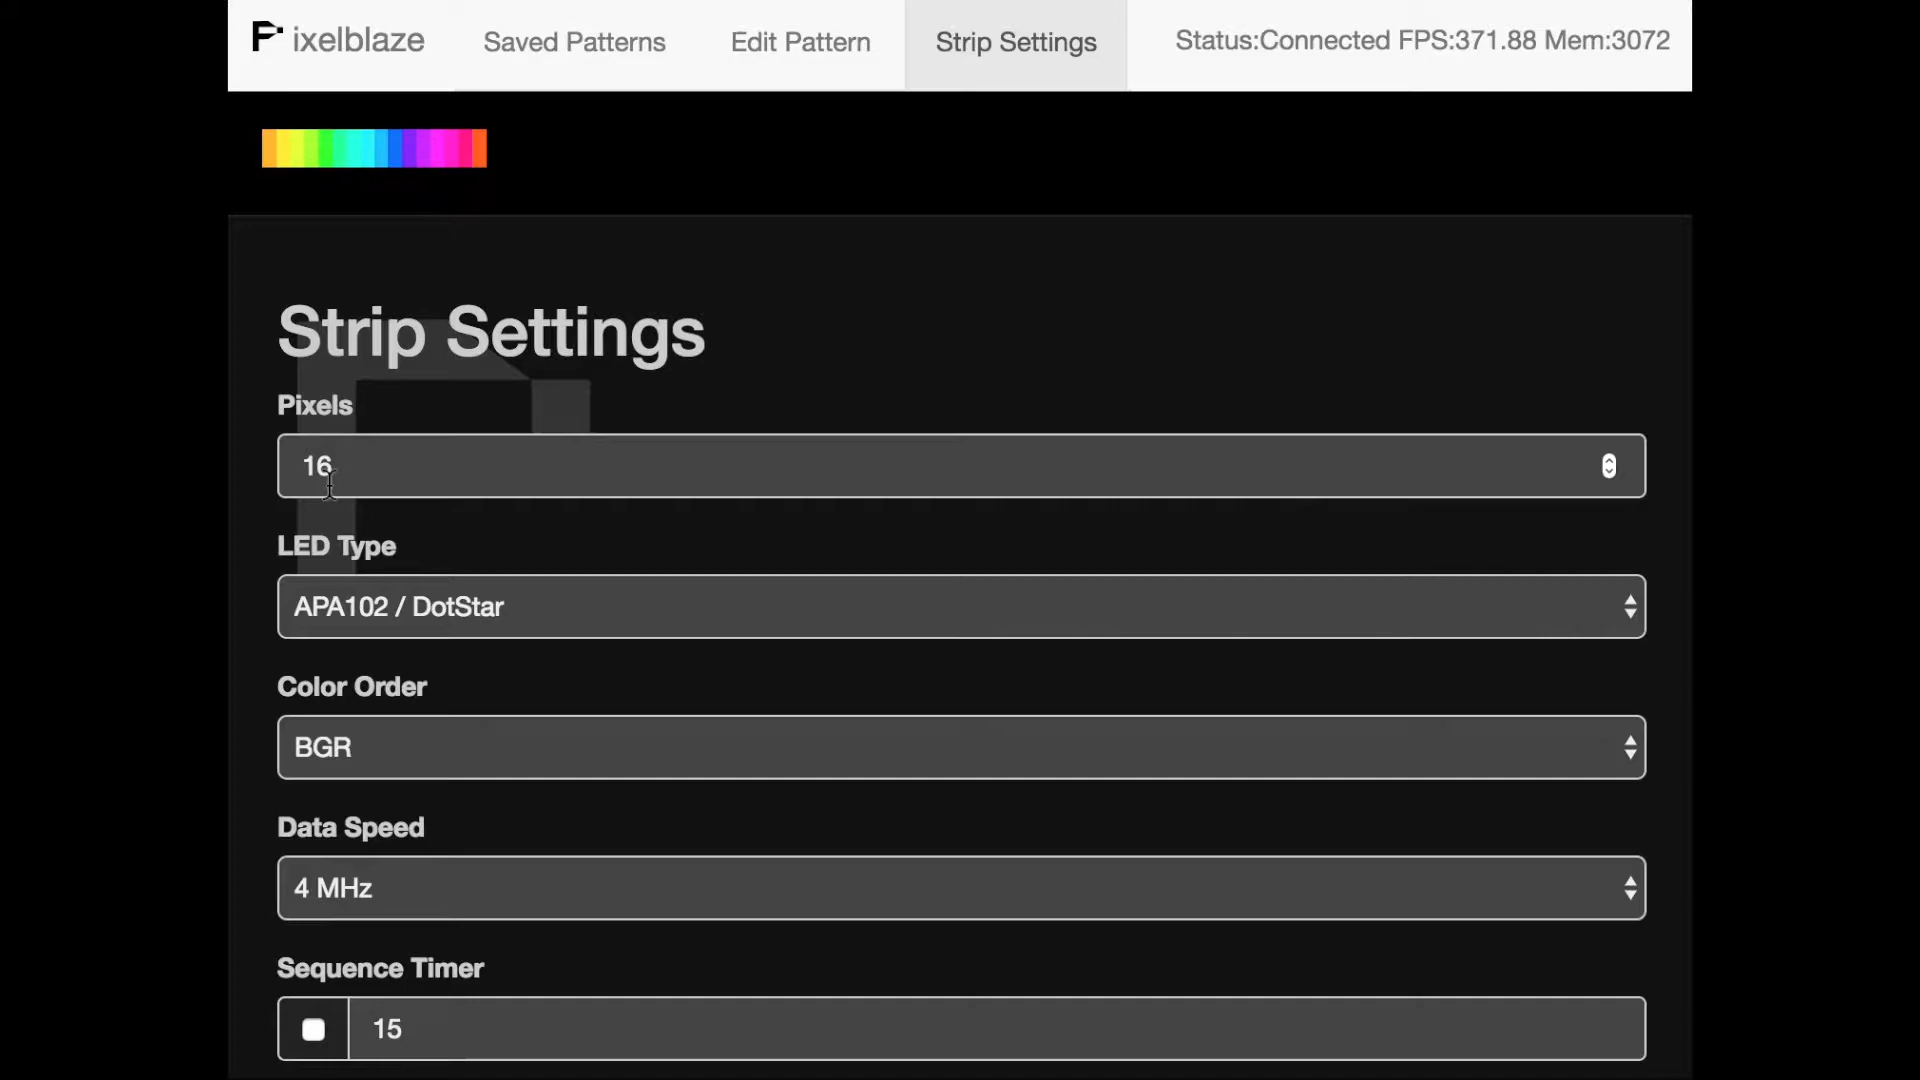 Pixelblaze Saved Patterns Edit Pattern Strip Settings Status:Connected FPS:371.88 Mem:3072
Strip Settings
Pixels
16
LED Type
APA102 / DotStar
Color Order
BGR
Data Speed
4 MHz
Sequence Timer
15